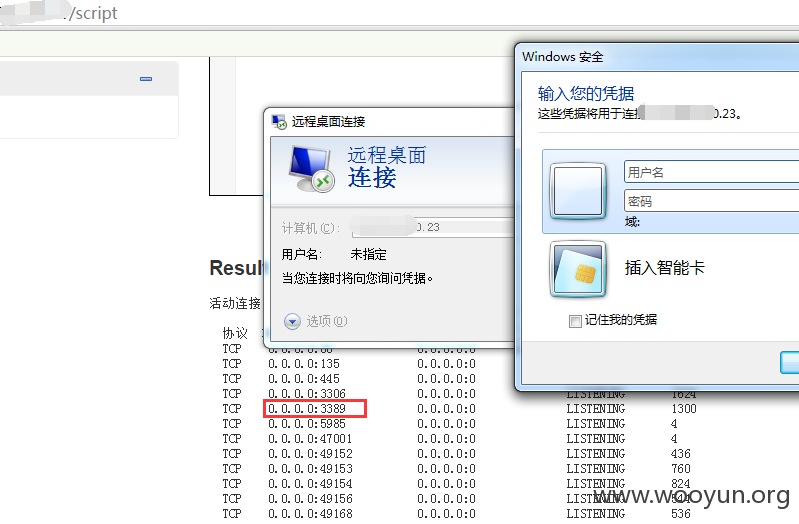 /script
Windows 安全
输入您的凭据
这些凭据将用于连接 0.23。
用户名
密码
域:
插入智能卡
记住我的凭据
远程桌面连接
远程桌面
连接
计算机(C): 0.23
用户名: 未指定
当您连接时将向您询问凭据。
选项(O)
Result
活动连接
协议
TCP 0.0.0.0:80 0.0.0.0:0
TCP 0.0.0.0:135 0.0.0.0:0
TCP 0.0.0.0:445 0.0.0.0:0
TCP 0.0.0.0:3306 0.0.0.0:0 LISTENING 1624
TCP 0.0.0.0:3389 0.0.0.0:0 LISTENING 1300
TCP 0.0.0.0:5985 0.0.0.0:0 LISTENING 4
TCP 0.0.0.0:47001 0.0.0.0:0 LISTENING 4
TCP 0.0.0.0:49152 0.0.0.0:0 LISTENING 436
TCP 0.0.0.0:49153 0.0.0.0:0 LISTENING 760
TCP 0.0.0.0:49154 0.0.0.0:0 LISTENING 824
TCP 0.0.0.0:49156 0.0.0.0:0 LISTENING
TCP 0.0.0.0:49168 0.0.0.0:0 LISTENING 536
www.wooyun.org